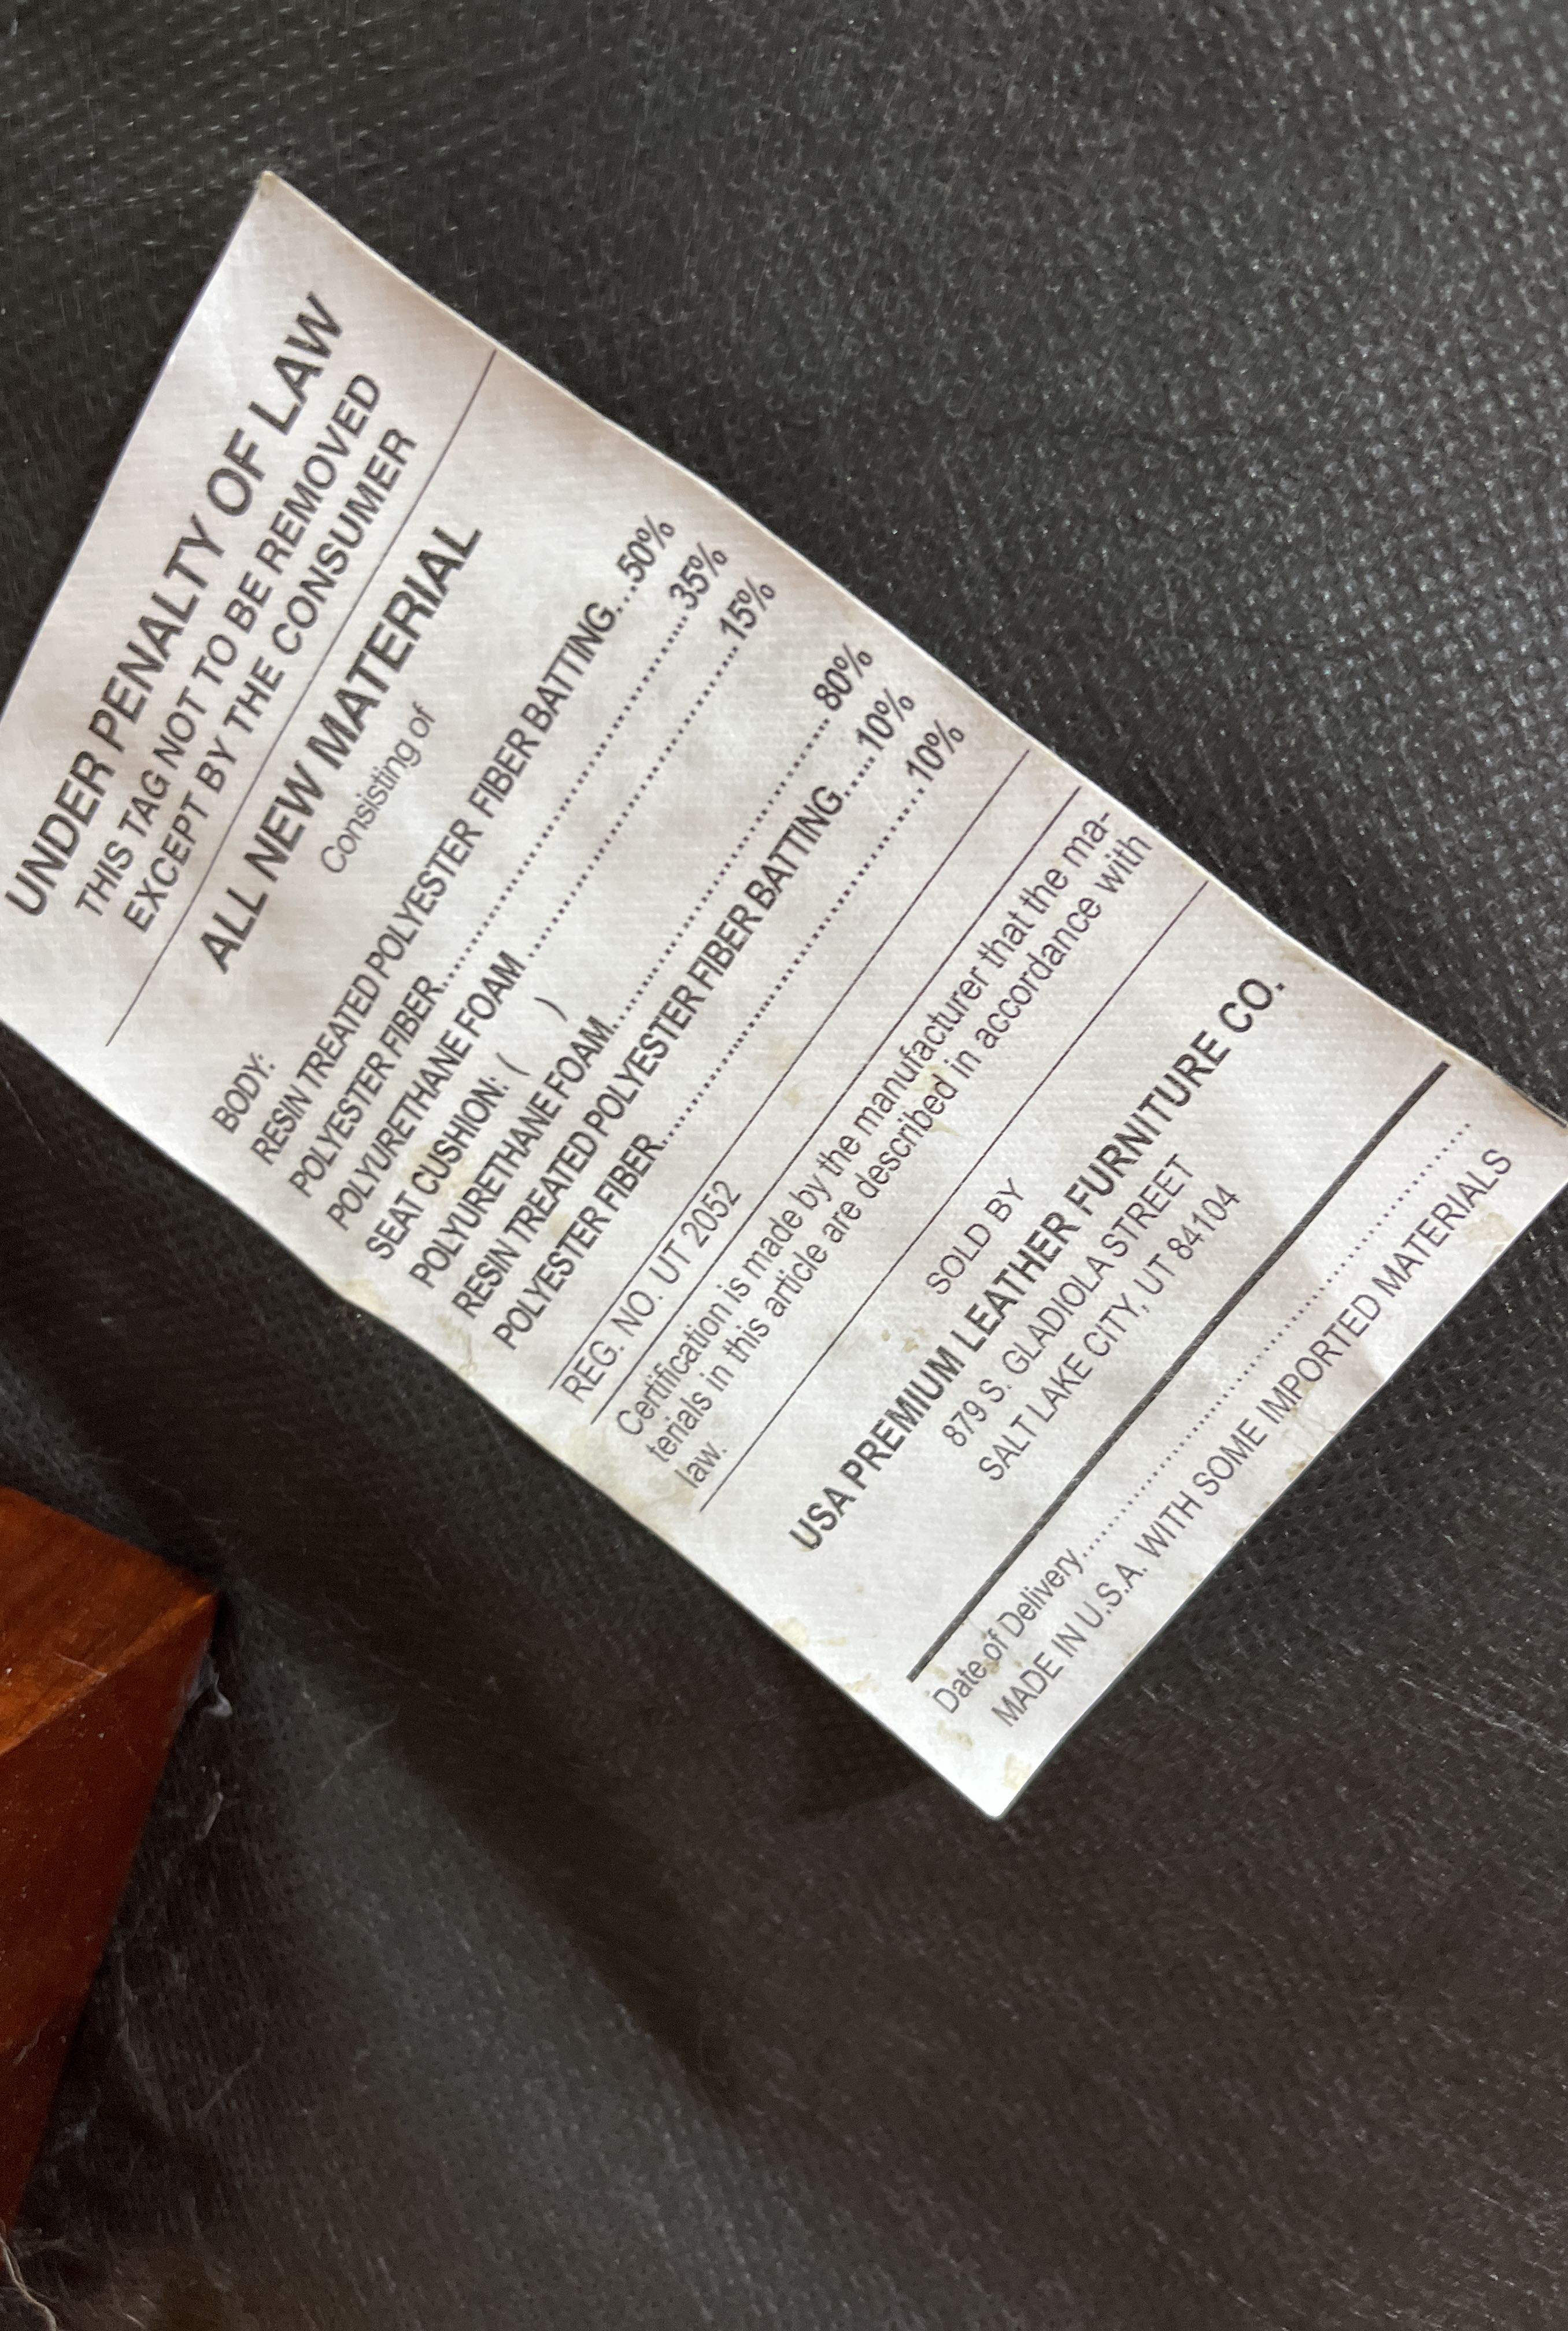 UNDER PENALTY OF LAW
THIS TAG NOT TO BE REMOVED
EXCEPT BY THE CONSUMER
ALL NEW MATERIAL
Consisting of
BODY:
RESIN TREATED POLYESTER FIBER BATTING...50%
POLYESTER FIBER..................................35%
POLYURETHANE FOAM ..........................15%
SEAT CUSHION: ( )
POLYURETHANE FOAM..........................80%
RESIN TREATED POLYESTER FIBER BATTING....10%
POLYESTER FIBER..................................10%
REG. NO. UT 2052
Certification is made by the manufacturer that the ma-
terials in this article are described in accordance with
law.
SOLD BY
USA PREMIUM LEATHER FURNITURE CO.
879 S. GLADIOLA STREET
SALT LAKE CITY, UT 84104
Date of Delivery..................................................
MADE IN U.S.A. WITH SOME IMPORTED MATERIALS